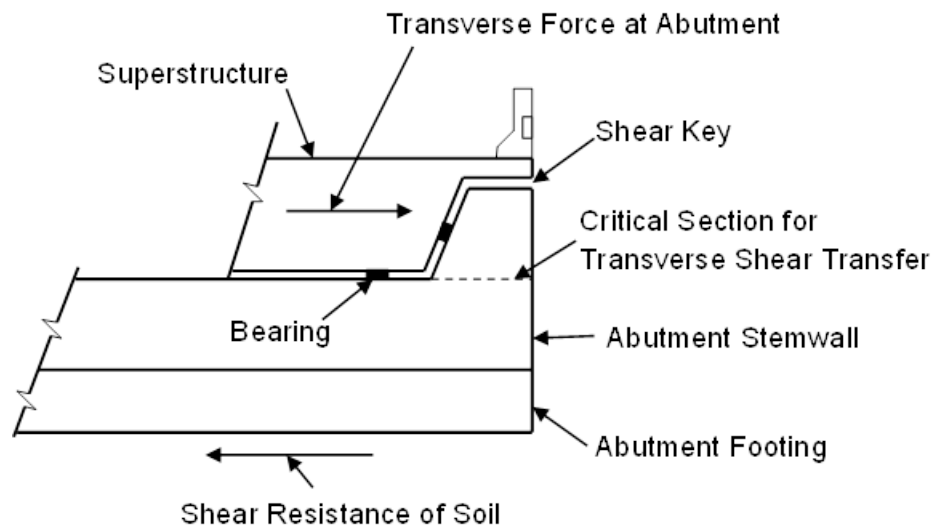 Transverse Force at Abutment
Superstructure
Shear Key
Critical Section for
Transverse Shear Transfer
Bearing
Abutment Stemwall
Abutment Footing
Shear Resistance of Soil